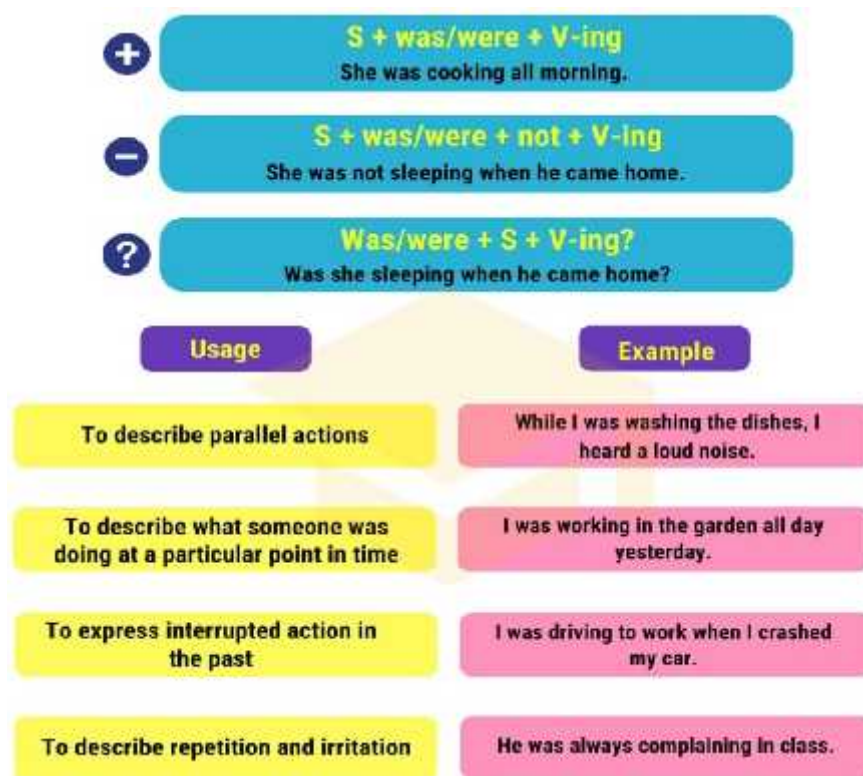 +
S + was/were + V-ing
She was cooking all morning.
−
S + was/were + not + V-ing
She was not sleeping when he came home.
?
Was/were + S + V-ing?
Was she sleeping when he came home?
Usage
Example
To describe parallel actions
While I was washing the dishes, I
heard a loud noise.
To describe what someone was
doing at a particular point in time
I was working in the garden all day
yesterday.
To express interrupted action in
the past
I was driving to work when I crashed
my car.
To describe repetition and irritation
He was always complaining in class.